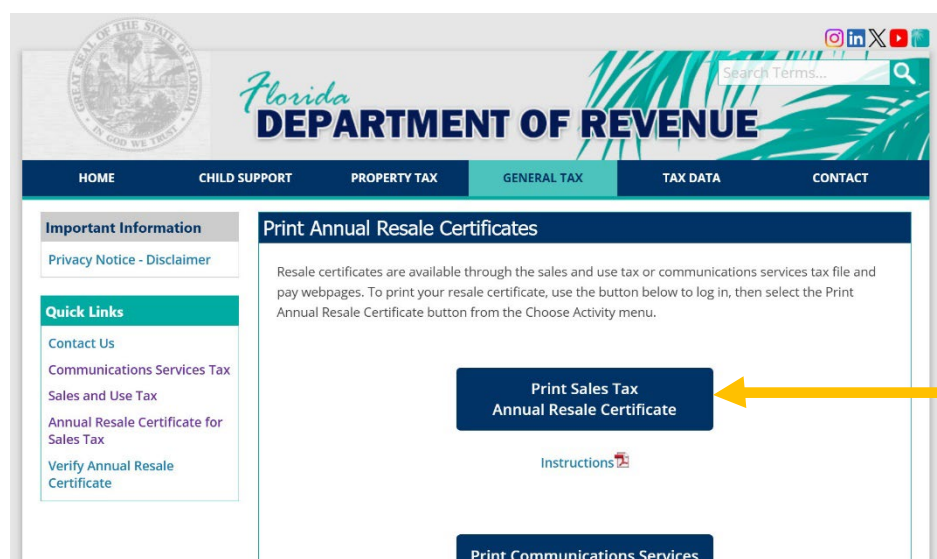 GREAT SEAL OF THE STATE OF FLORIDA
IN GOD WE TRUST
Florida
DEPARTMENT OF REVENUE
Search Terms...
HOME CHILD SUPPORT PROPERTY TAX GENERAL TAX TAX DATA CONTACT
Important Information
Privacy Notice - Disclaimer
Quick Links
Contact Us
Communications Services Tax
Sales and Use Tax
Annual Resale Certificate for
Sales Tax
Verify Annual Resale
Certificate
Print Annual Resale Certificates
Resale certificates are available through the sales and use tax or communications services tax file and
pay webpages. To print your resale certificate, use the button below to log in, then select the Print
Annual Resale Certificate button from the Choose Activity menu.
Print Sales Tax
Annual Resale Certificate
Instructions
Print Communications Services